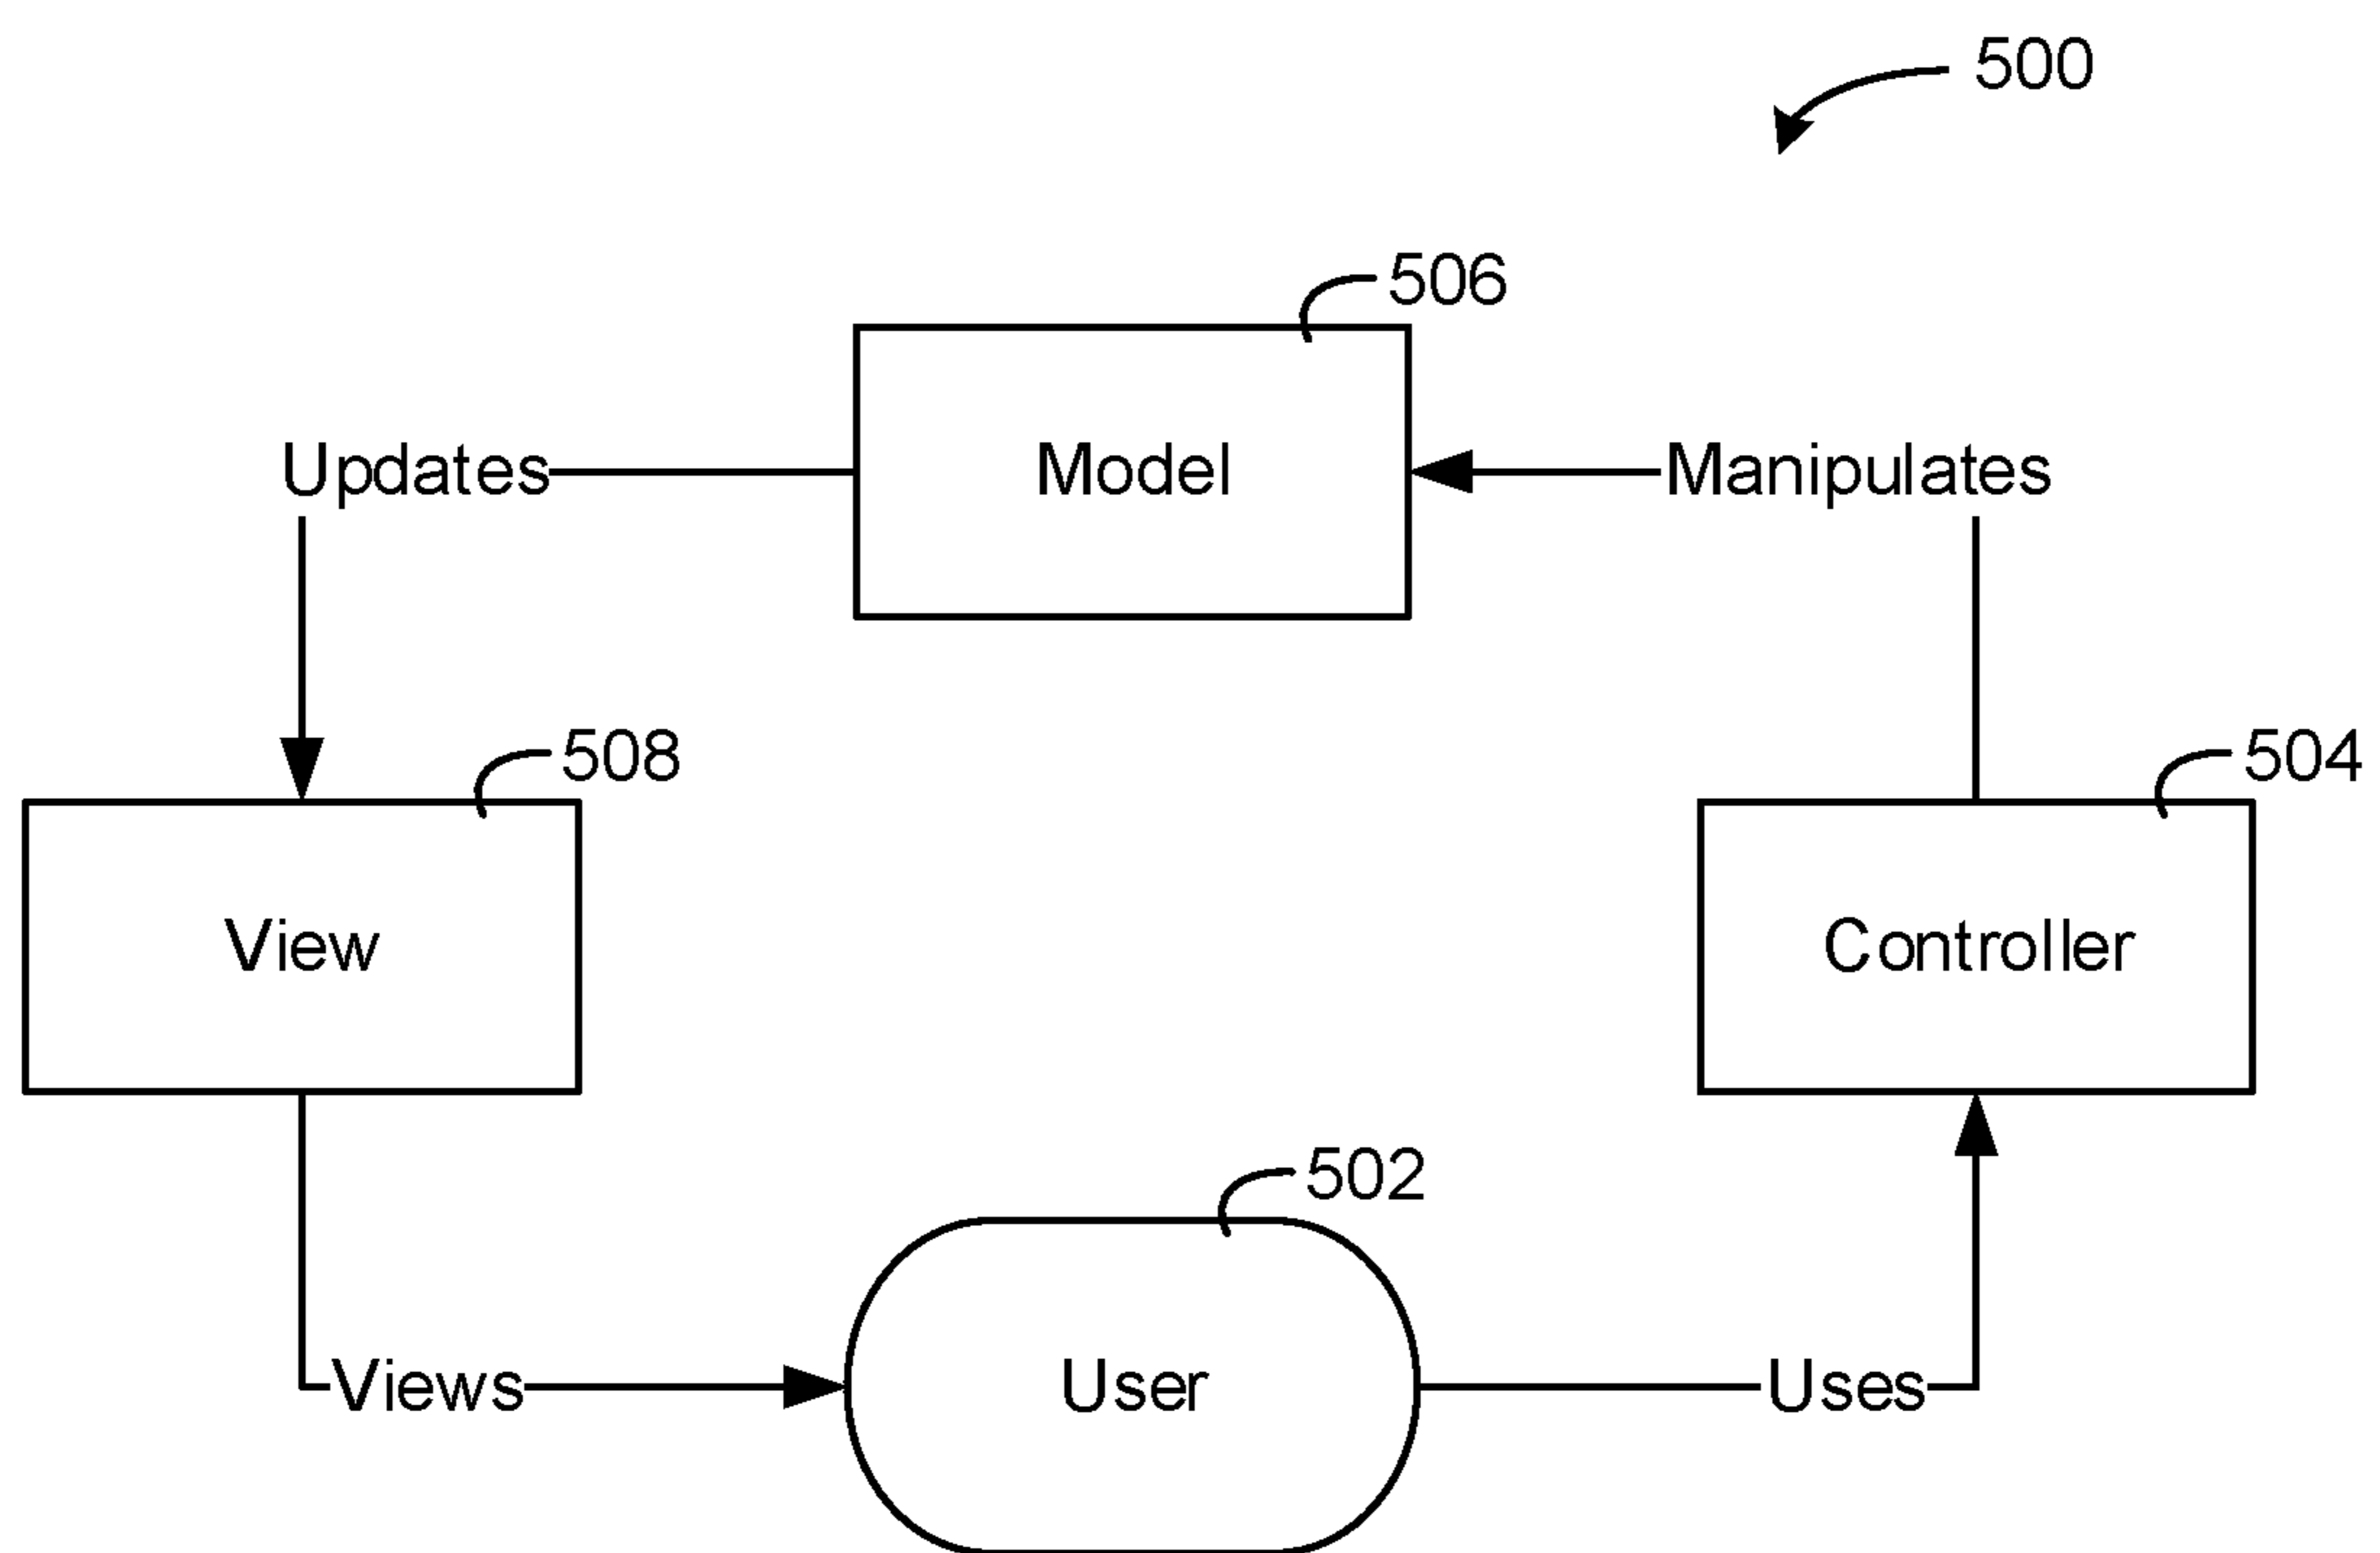 500
506
Updates
Model
Manipulates
508
504
View
Controller
502
Views
User
Uses